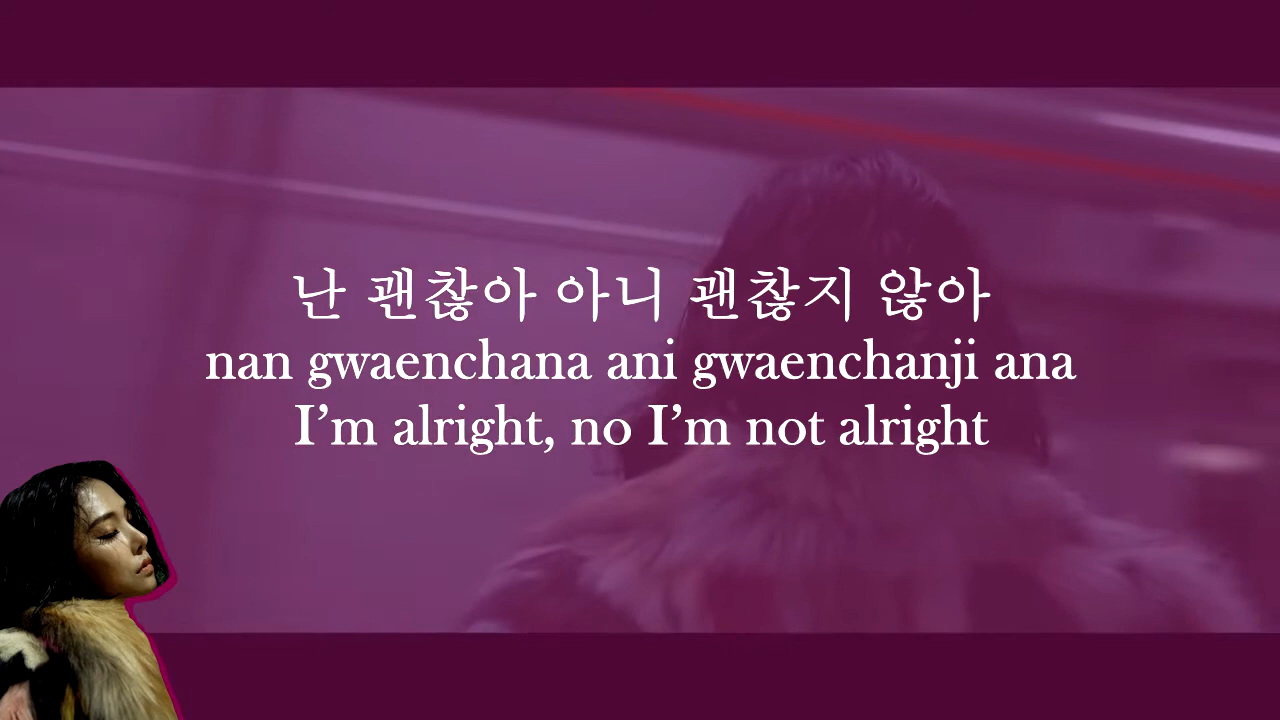 난 괜찮아 아니 괜찮지 않아
nan gwaenchana ani gwaenchanji ana
I’m alright, no I’m not alright